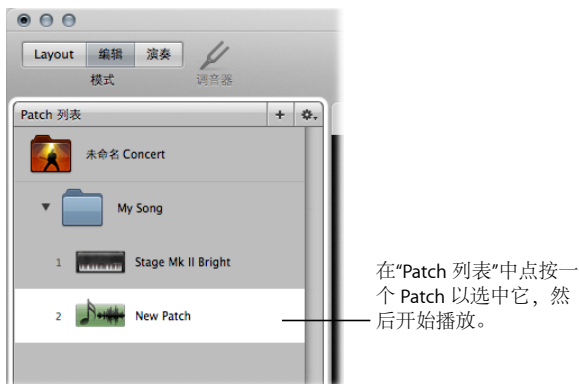 Layout 编辑 演奏
模式 调音器
Patch 列表 +
未命名 Concert
My Song
1 Stage Mk II Bright
2 New Patch
在“Patch 列表”中点按一
个 Patch 以选中它，然
后开始播放。